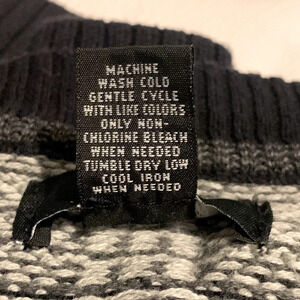 MACHINE
WASH COLD
GENTLE CYCLE
WITH LIKE COLORS
ONLY NON-
CHLORINE BLEACH
WHEN NEEDED
TUMBLE DRY LOW
COOL IRON
WHEN NEEDED